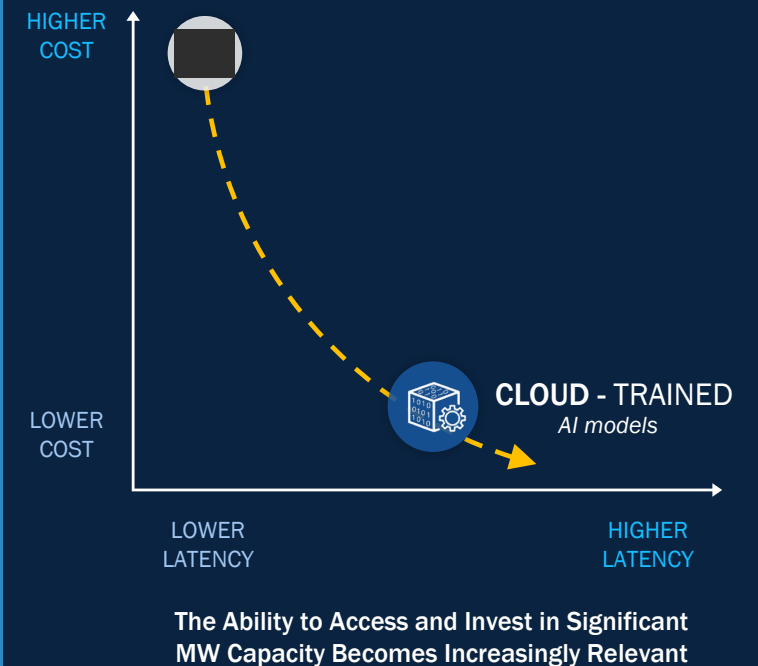 HIGHER
COST
CLOUD - TRAINED
AI models
LOWER
COST
LOWER
LATENCY
HIGHER
LATENCY
The Ability to Access and Invest in Significant
MW Capacity Becomes Increasingly Relevant